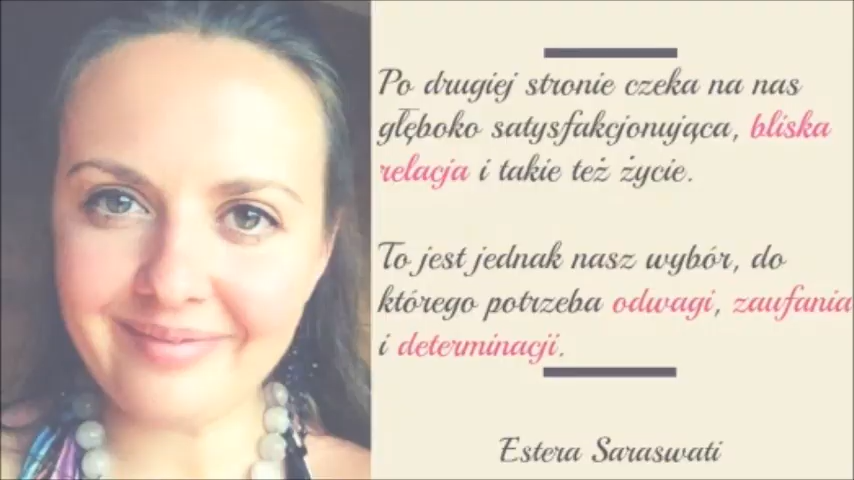 Po drugiej stronie czeka na nas
głęboko satysfakcjonująca, bliska
relacja i takie też życie.
To jest jednak nasz wybór, do
którego potrzeba odwagi, zaufania
i determinacji.
Estera Saraswati